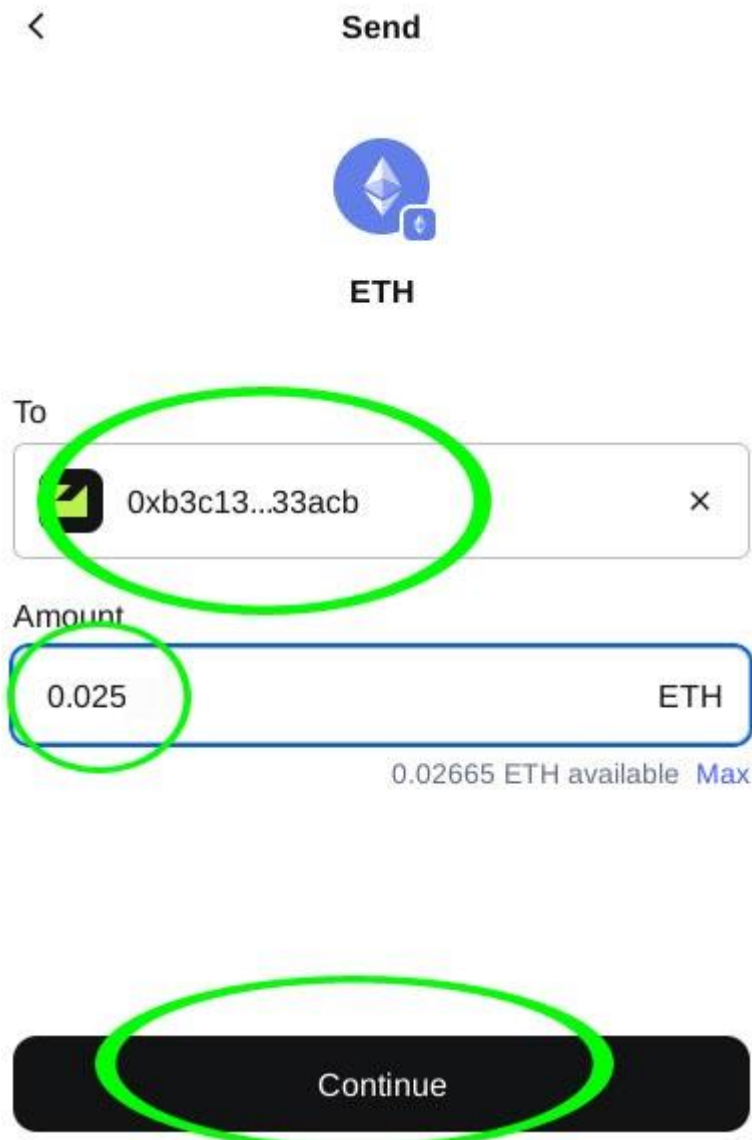 Send
ETH
To
0xb3c13...33acb ×
Amount
0.025 ETH
0.02665 ETH available Max
Continue